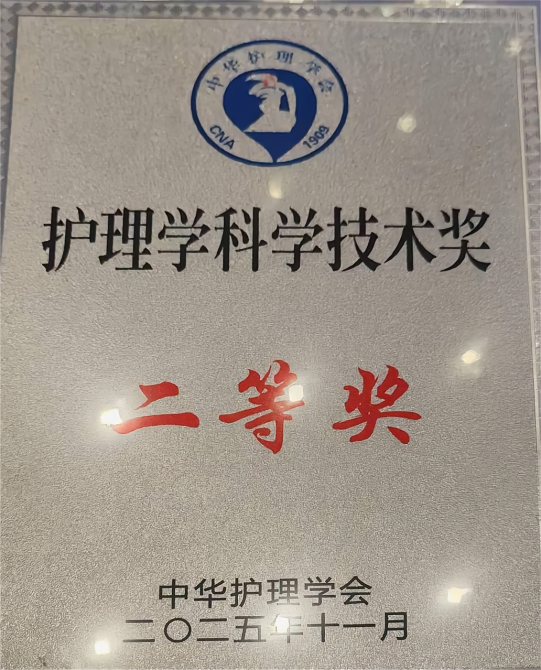 中华护理学会
CNA 1909
护理学科学技术奖
二等奖
中华护理学会
二〇二五年十一月